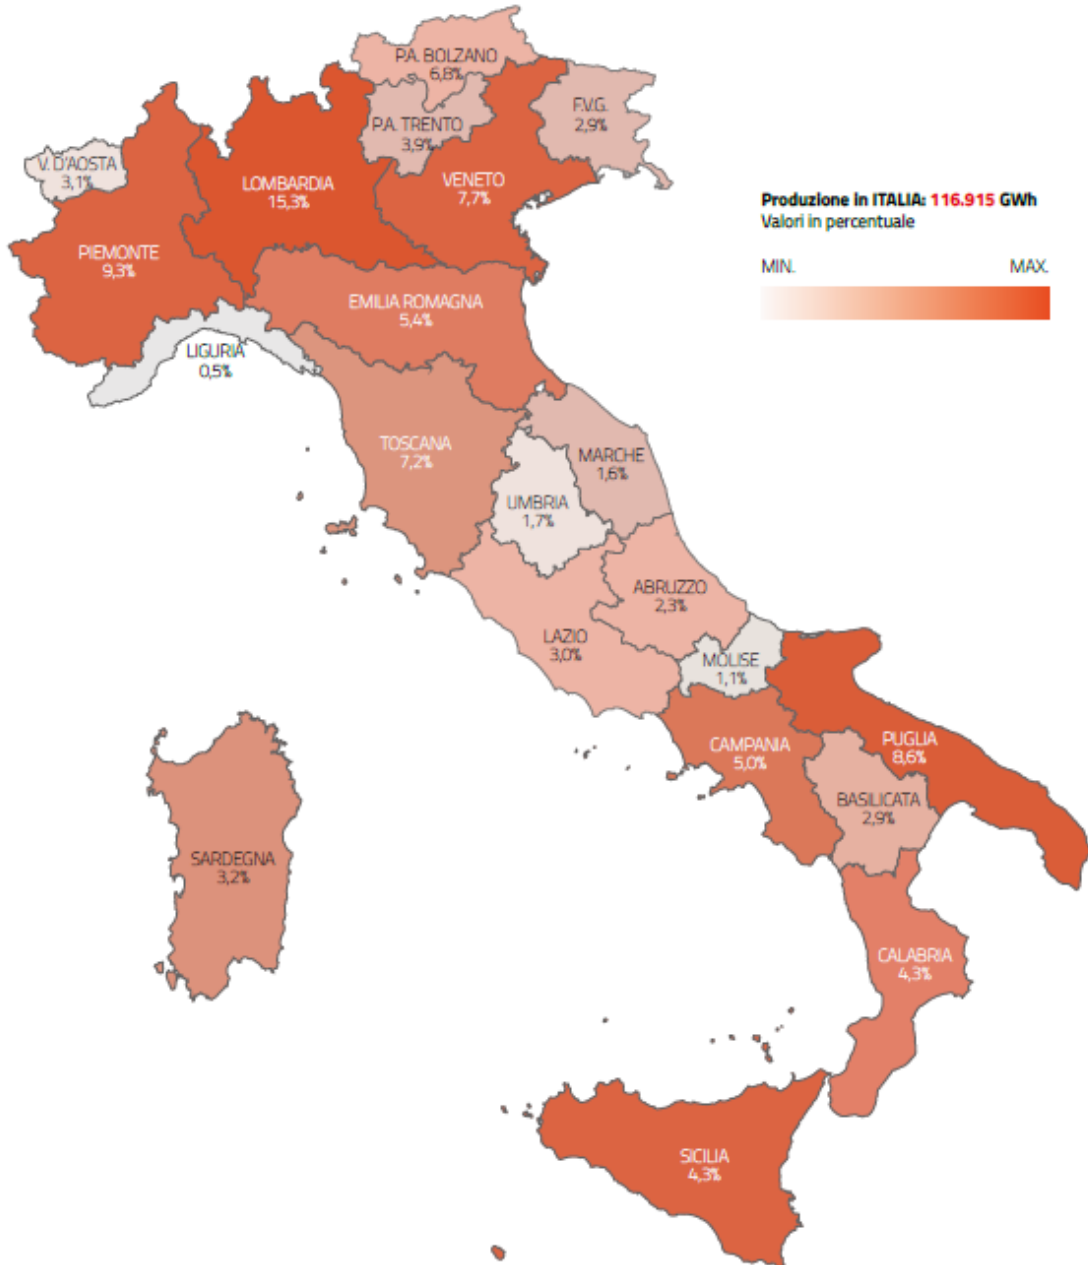 P.A. BOLZANO
6,8%
F.V.G.
2,9%
P.A. TRENTO
3,9%
V. D'AOSTA
3,1%
LOMBARDIA
15,3%
VENETO
7,7%
Produzione in ITALIA: 116.915 GWh
Valori in percentuale
MIN.
MAX.
PIEMONTE
9,3%
EMILIA ROMAGNA
5,4%
LIGURIA
0,5%
TOSCANA
7,2%
MARCHE
1,6%
UMBRIA
1,7%
ABRUZZO
2,3%
LAZIO
3,0%
MOLISE
1,1%
CAMPANIA
5,0%
PUGLIA
8,6%
BASILICATA
2,9%
SARDEGNA
3,2%
CALABRIA
4,3%
SICILIA
4,3%